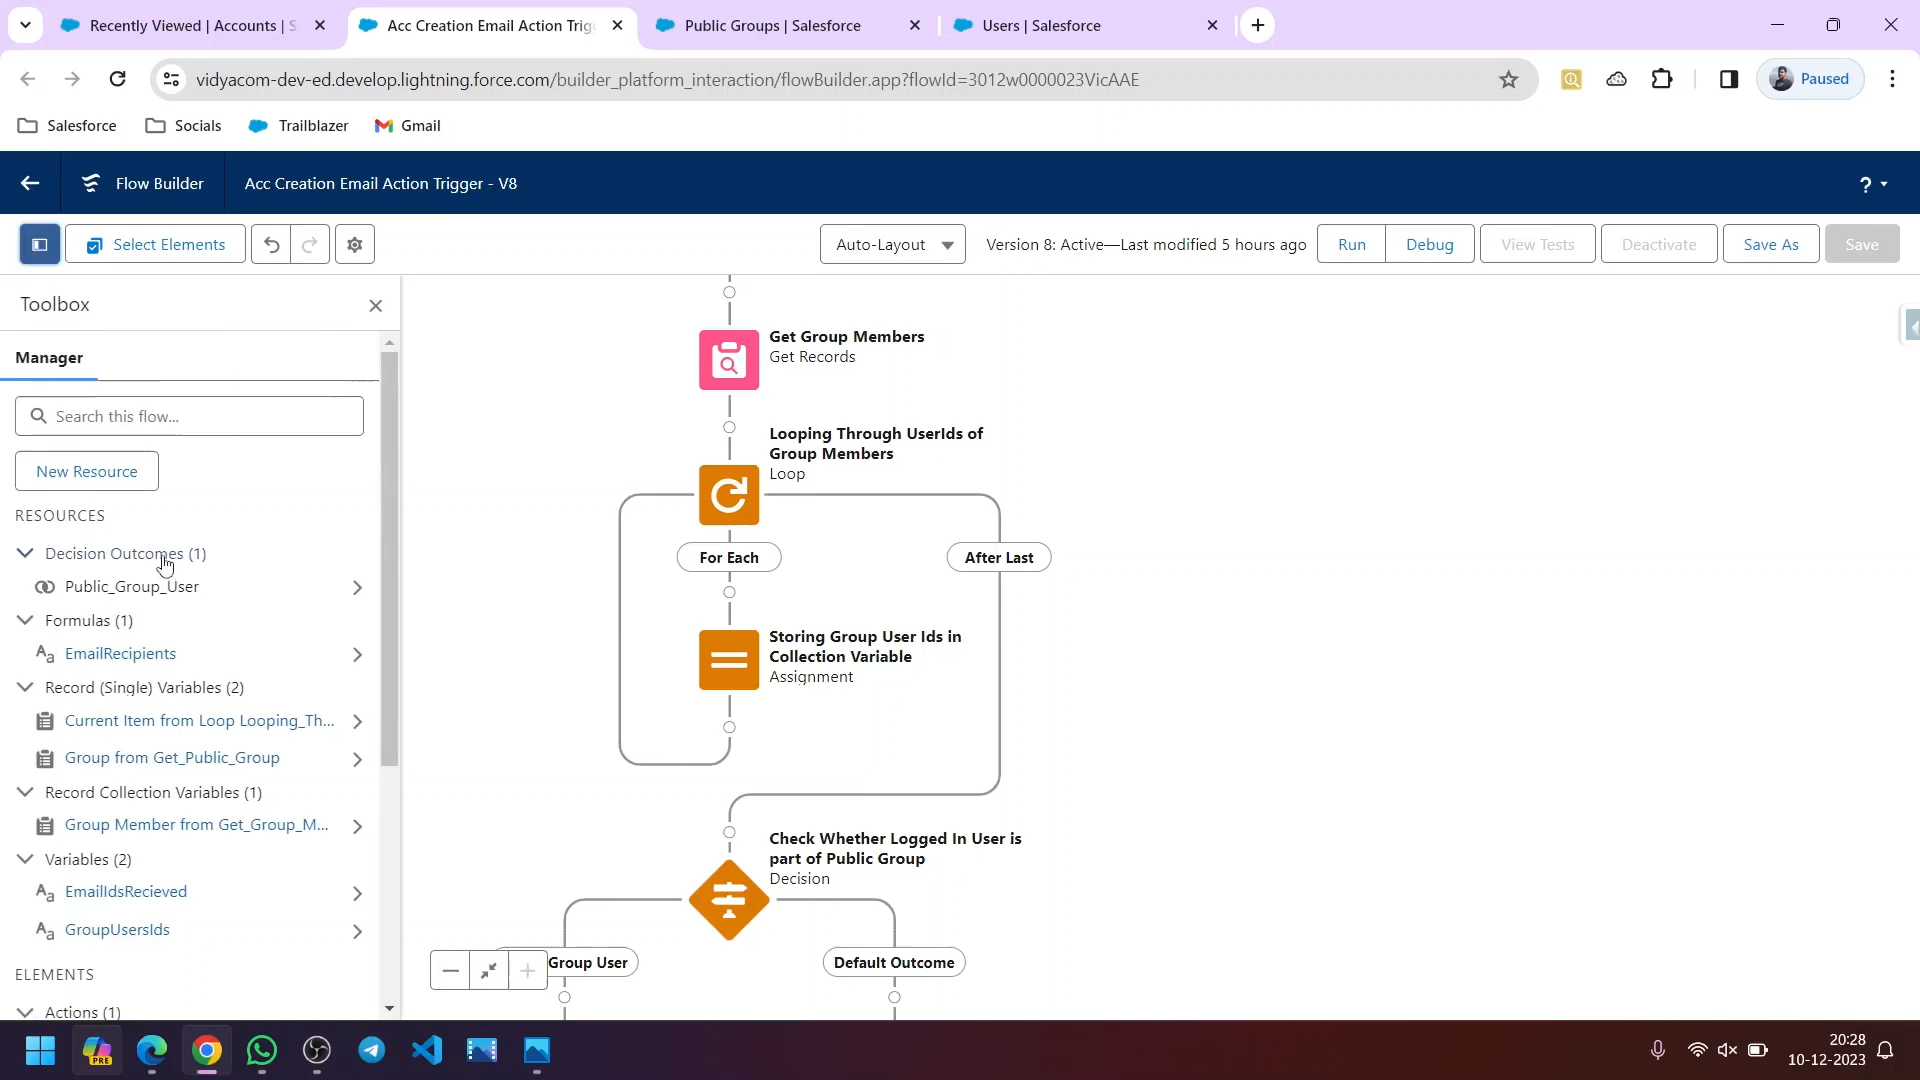 Recently Viewed | Accounts | S
Acc Creation Email Action Trig
Public Groups | Salesforce
Users | Salesforce
vidyacom-dev-ed.develop.lightning.force.com/builder_platform_interaction/flowBuilder.app?flowId=3012w0000023VicAAE
Paused
Salesforce
Socials
Trailblazer
Gmail
Flow Builder
Acc Creation Email Action Trigger - V8
?
Select Elements
Auto-Layout
Version 8: Active—Last modified 5 hours ago
Run
Debug
View Tests
Deactivate
Save As
Save
Toolbox
Manager
Search this flow...
New Resource
RESOURCES
Decision Outcomes (1)
Public_Group_User
Formulas (1)
Aa EmailRecipients
Record (Single) Variables (2)
Current Item from Loop Looping_Th...
Group from Get_Public_Group
Record Collection Variables (1)
Group Member from Get_Group_M...
Variables (2)
Aa EmailIdsRecieved
Aa GroupUsersIds
ELEMENTS
Actions (1)
Get Group Members
Get Records
Looping Through UserIds of
Group Members
Loop
For Each
After Last
Storing Group User Ids in
Collection Variable
Assignment
Check Whether Logged In User is
part of Public Group
Decision
Group User
Default Outcome
PRE
20:28
10-12-2023